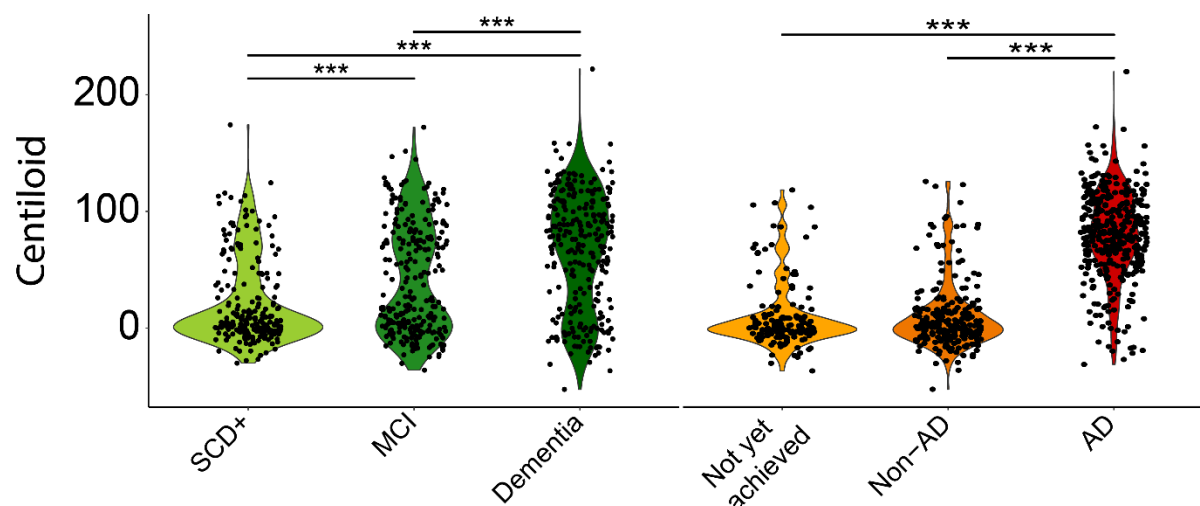 ***
***
***
***
***
200
100
0
Centiloid
SCD+
MCI
Dementia
Not yet
achieved
Non-AD
AD